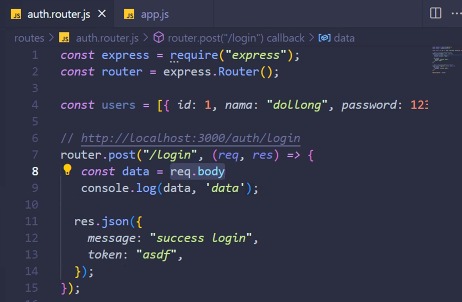 auth.router.js
app.js
routes > auth.router.js > router.post("/login") callback > data
1 const express = require("express");
2 const router = express.Router();
3
4 const users = [{ id: 1, nama: "dollong", password: 123
5
6 // http://localhost:3000/auth/login
7 router.post("/login", (req, res) => {
8 const data = req.body
9 console.log(data, 'data');
10
11 res.json({
12 message: "success login",
13 token: "asdf",
14 });
15 });
16